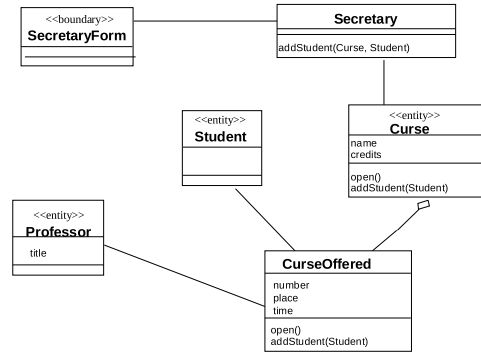 <<boundary>>
SecretaryForm
Secretary
addStudent(Curse, Student)
<<entity>>
Student
<<entity>>
Curse
name
credits
open()
addStudent(Student)
<<entity>>
Professor
title
CurseOffered
number
place
time
open()
addStudent(Student)